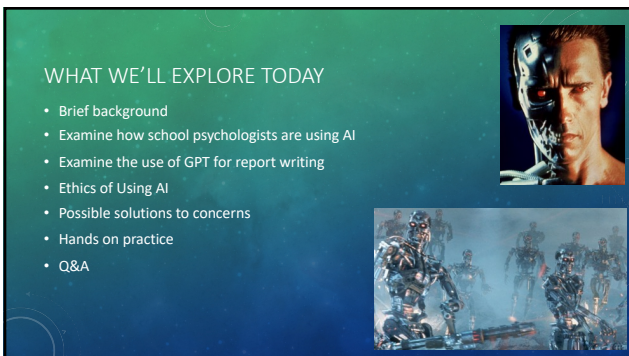 WHAT WE'LL EXPLORE TODAY
• Brief background
• Examine how school psychologists are using AI
• Examine the use of GPT for report writing
• Ethics of Using AI
• Possible solutions to concerns
• Hands on practice
• Q&A